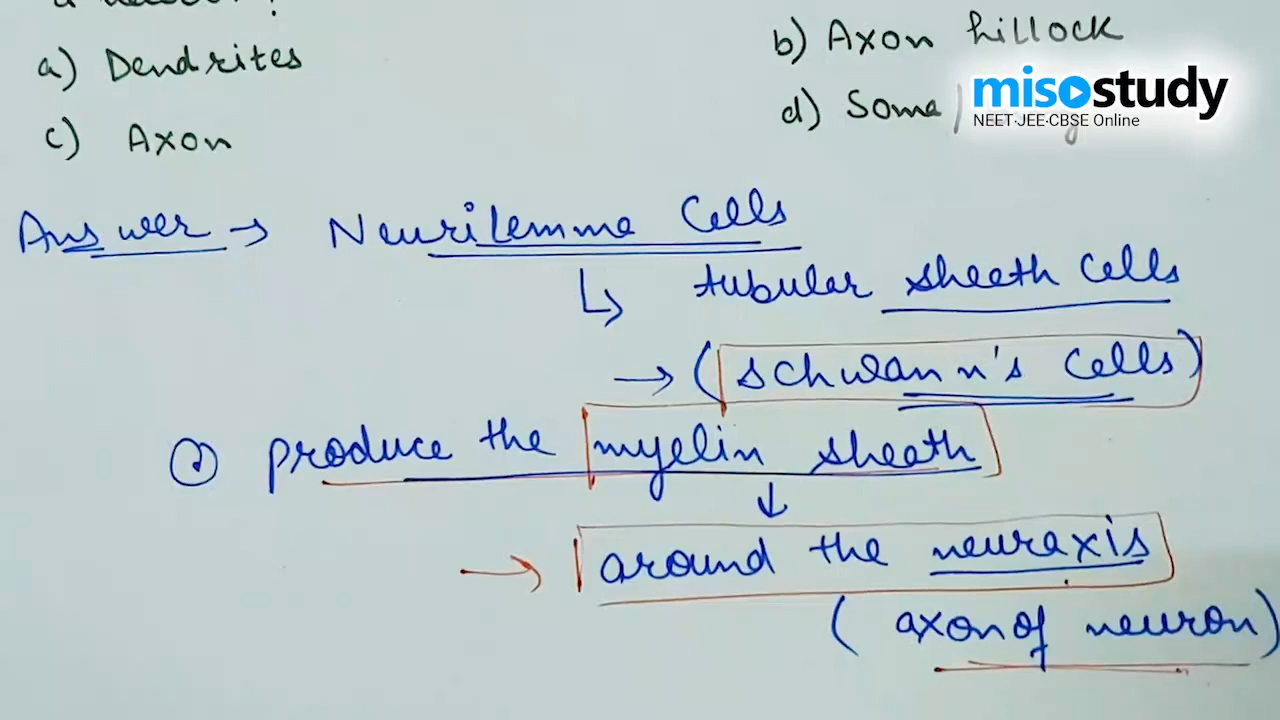 a) Dendrites
b) Axon hillock
c) Axon
d) Soma
misostudy
NEET-JEE-CBSE Online
Answer → Neurilemma Cells
↳ tubular sheath cells
→ (schwann's cells)
produce the myelin sheath
↓
→ around the neuraxis
(axon of neuron)